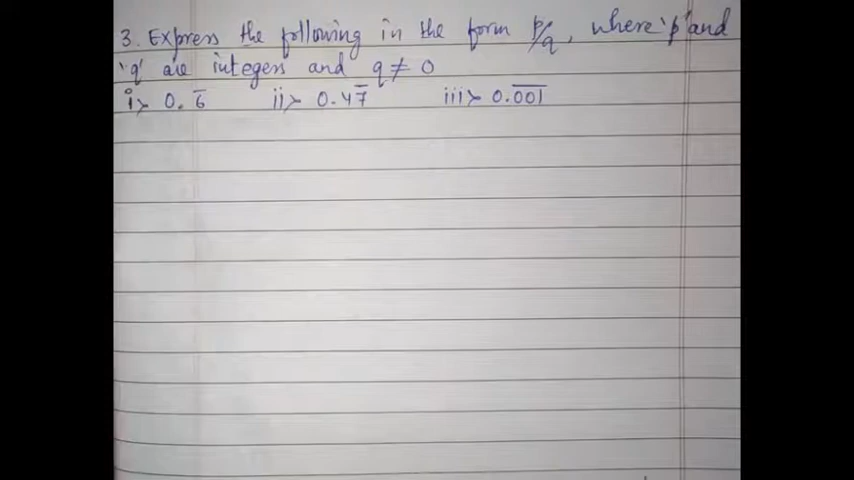 3. Express the following in the form p/q, where 'p' and
'q' are integers and q ≠ 0
i> 0.6̅ ii> 0.47̅ iii> 0.0̅0̅1̅